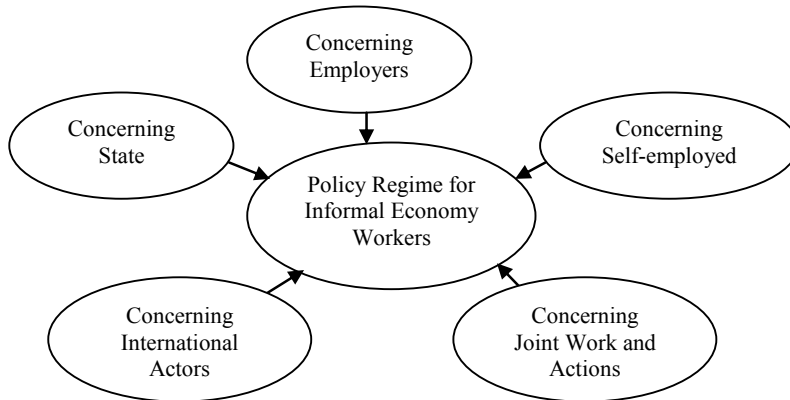 Concerning
Employers
Concerning
State
Concerning
Self-employed
Policy Regime for
Informal Economy
Workers
Concerning
International
Actors
Concerning
Joint Work and
Actions